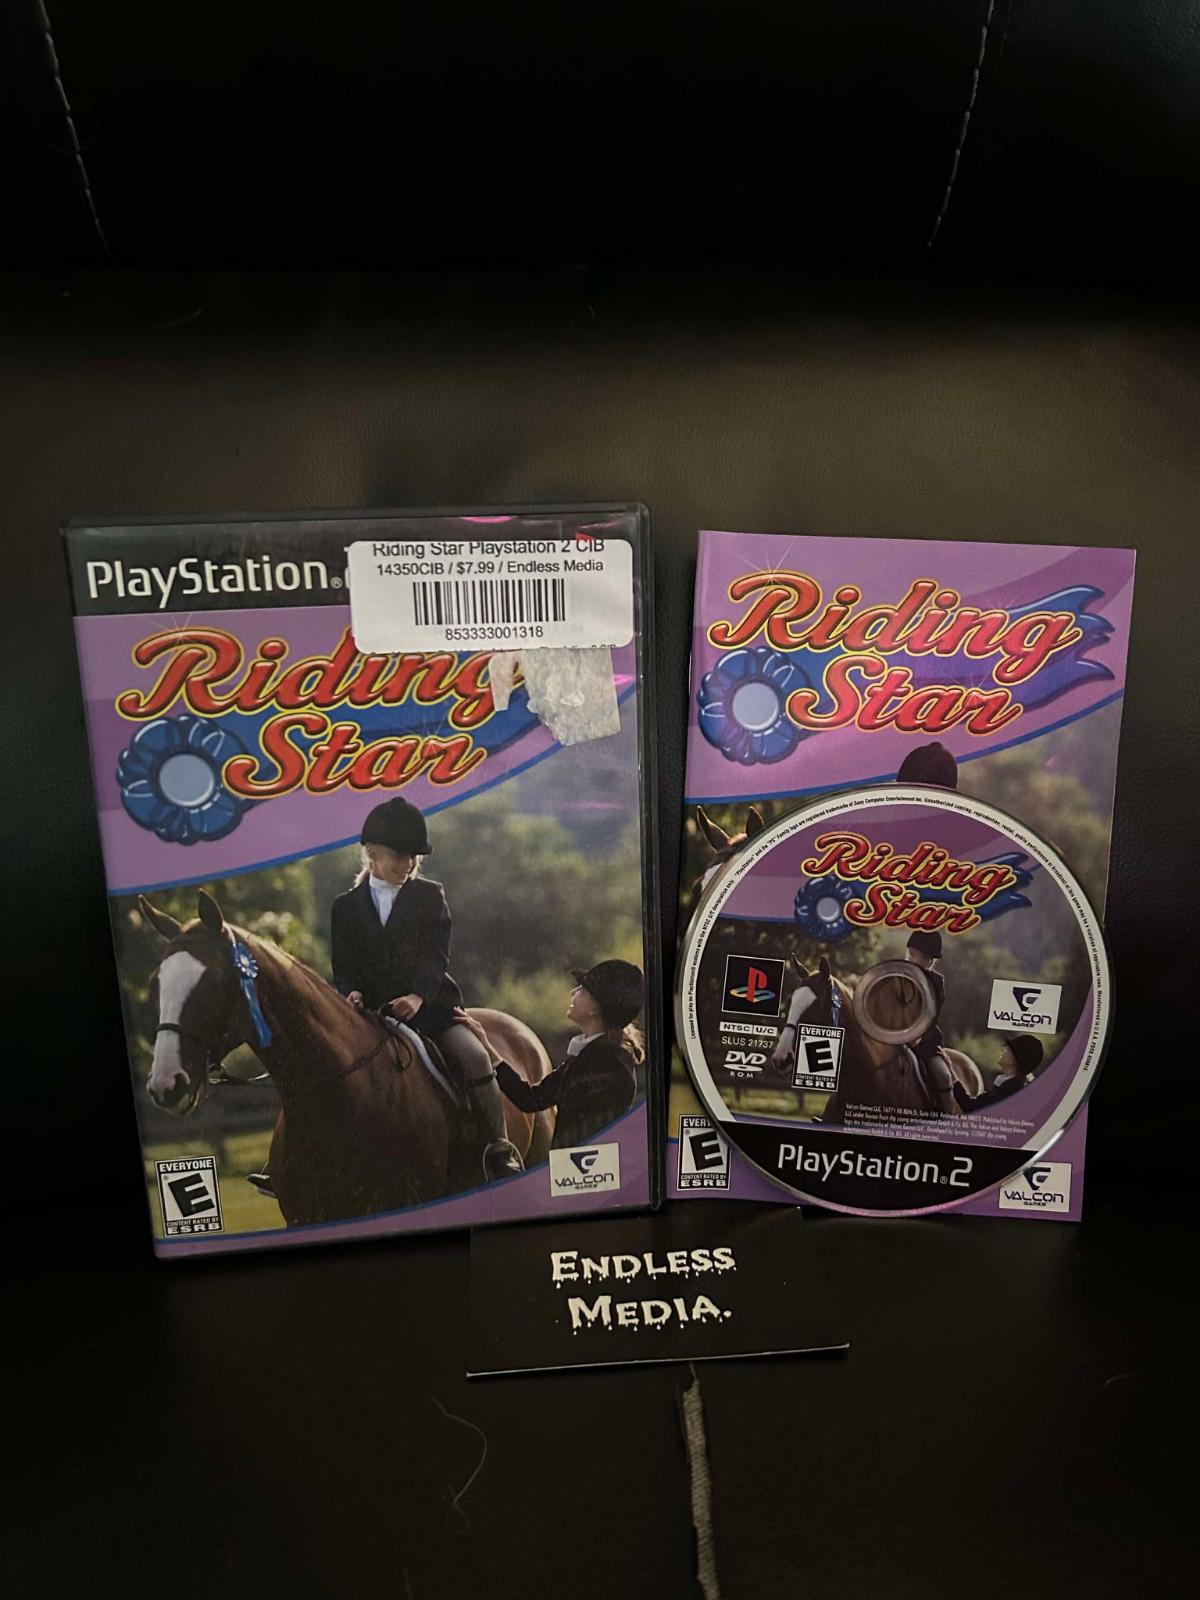 PlayStation®
Riding Star Playstation 2 CIB
14350CIB / $7.99 / Endless Media
853333001318
Riding
Star
EVERYONE
E
CONTENT RATED BY
ESRB
VALCON
GAMES
Riding
Star
EVERYONE
E
CONTENT RATED BY
ESRB
VALCON
GAMES
Riding
Star
NTSC U/C
SLUS 21737
DVD
ROM
EVERYONE
E
CONTENT RATED BY
ESRB
VALCON
GAMES
PlayStation®2
ENDLESS
MEDIA.